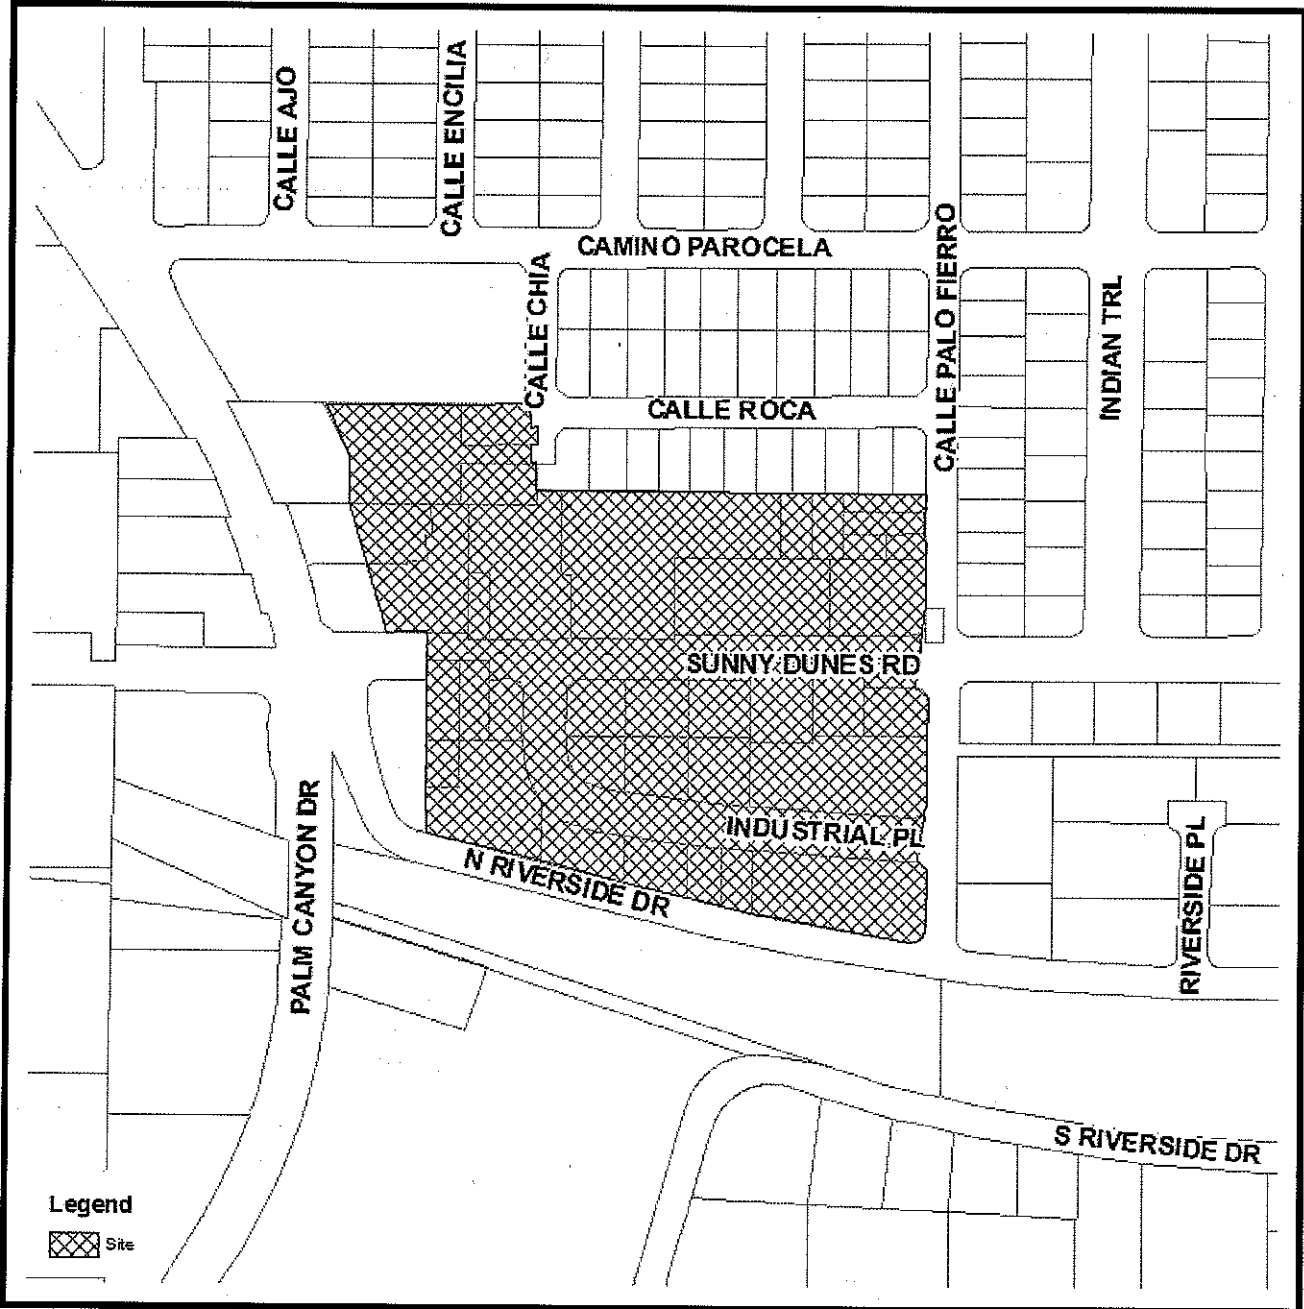 CALLE AJO
CALLE ENCILIA
CAMINO PAROCELA
CALLE CHIA
CALLE PALO FIERRO
INDIAN TRL
CALLE ROCA
SUNNY DUNES RD
INDUSTRIAL PL
N RIVERSIDE DR
PALM CANYON DR
RIVERSIDE PL
S RIVERSIDE DR
Legend
Site